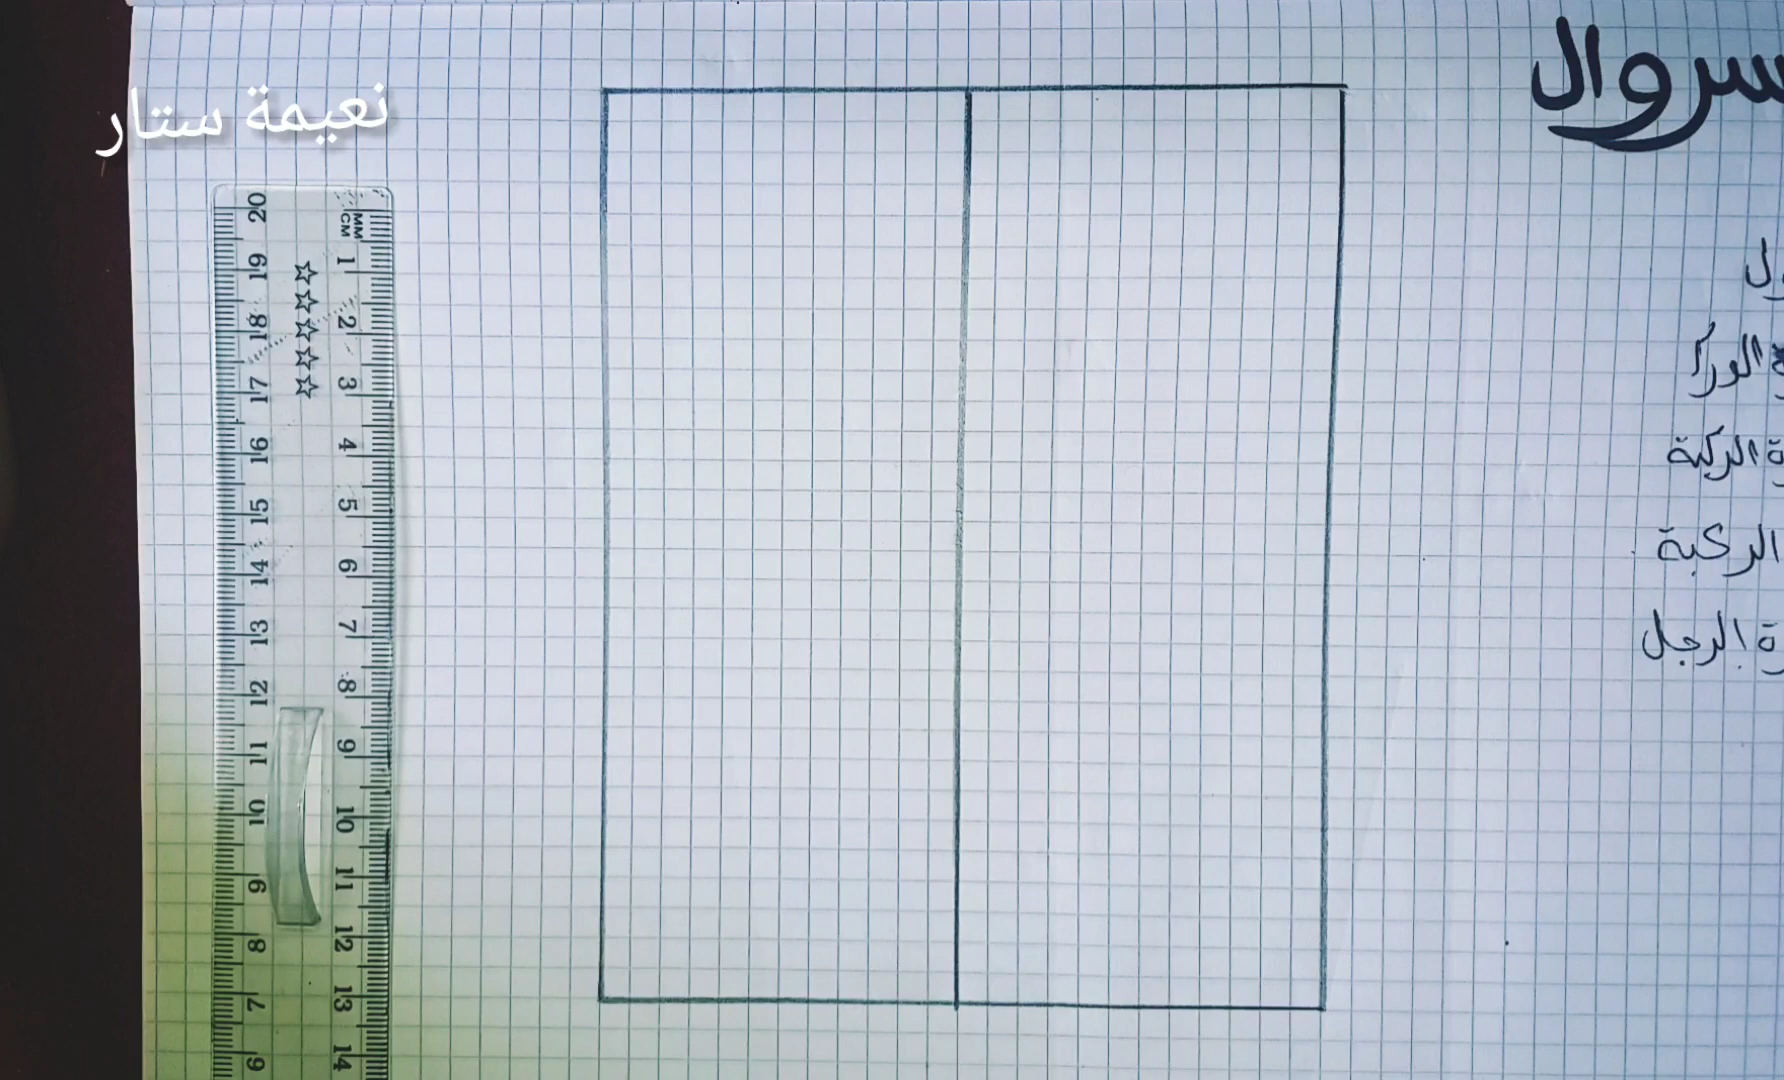 سروال
نعيمة ستار
الورك
الركبة
الركبة
الرجل
MM
CM
1 2 3 4 5 6 7 8 9 10 11 12 13 14
20 19 18 17 16 15 14 13 12 11 10 9 8 7 6